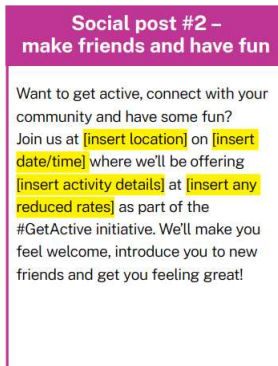 Social post #2 –
make friends and have fun
Want to get active, connect with your
community and have some fun?
Join us at [insert location] on [insert
date/time] where we’ll be offering
[insert activity details] at [insert any
reduced rates] as part of the
#GetActive initiative. We’ll make you
feel welcome, introduce you to new
friends and get you feeling great!